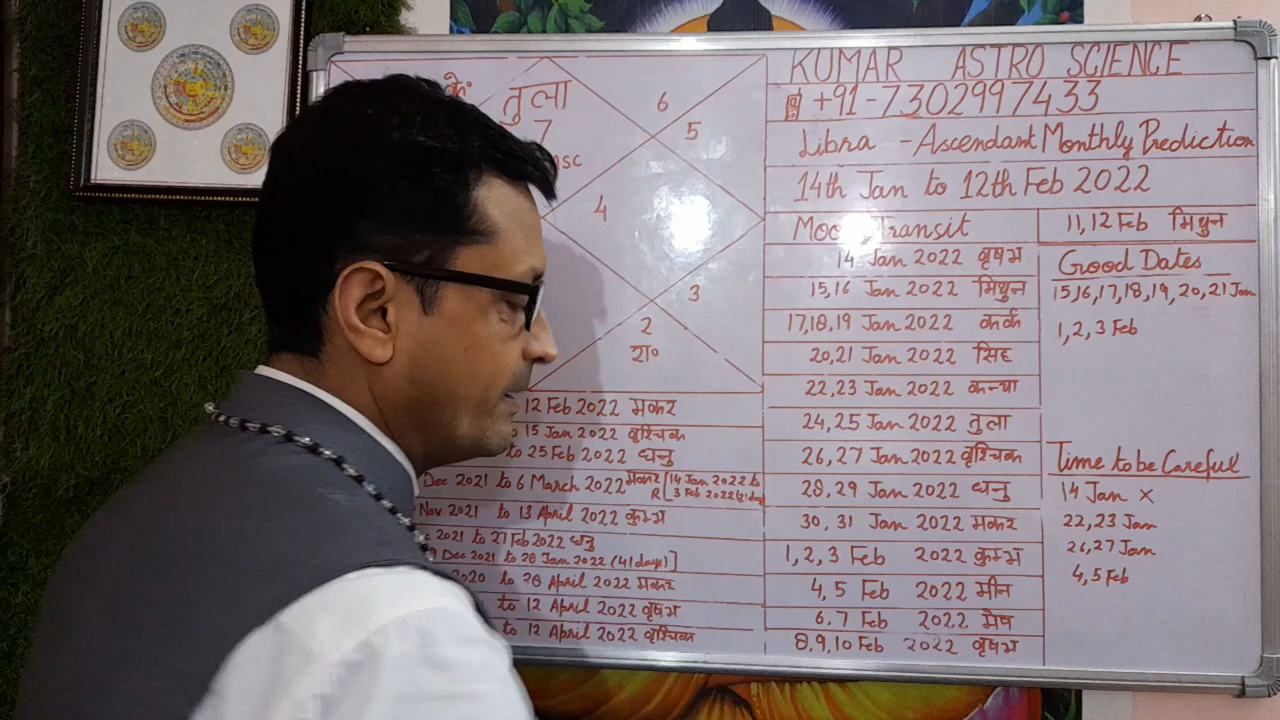 के॰
तुला
7
SC
6
5
4
3
2
रा॰
12 Feb 2022 मकर
15 Jan 2022 वृश्चिक
to 25 Feb 2022 धनु
Dec 2021 to 6 March 2022 मकर R [14 Jan 2022 to
3 Feb 2022 (21 day
Nov 2021 to 13 April 2022 कुम्भ
2021 to 27 Feb 2022 धनु
9 Dec 2021 to 28 Jan 2022 (41 days)]
2020 to 28 April 2022 मकर
to 12 April 2022 वृषभ
to 12 April 2022 वृश्चिक
KUMAR ASTRO SCIENCE
+91-7302997433
Libra - Ascendant Monthly Prediction
14th Jan to 12th Feb 2022
Moon Transit
14 Jan 2022 वृषभ
15,16 Jan 2022 मिथुन
17,18,19 Jan 2022 कर्क
20,21 Jan 2022 सिंह
22,23 Jan 2022 कन्या
24,25 Jan 2022 तुला
26,27 Jan 2022 वृश्चिक
28,29 Jan 2022 धनु
30, 31 Jan 2022 मकर
1,2,3 Feb 2022 कुम्भ
4,5 Feb 2022 मीन
6,7 Feb 2022 मेष
8,9,10 Feb 2022 वृषभ
11,12 Feb मिथुन
Good Dates
15,16,17,18,19,20,21 Jan
1,2,3 Feb
Time to be Careful
14 Jan ×
22,23 Jan
26,27 Jan
4,5 Feb